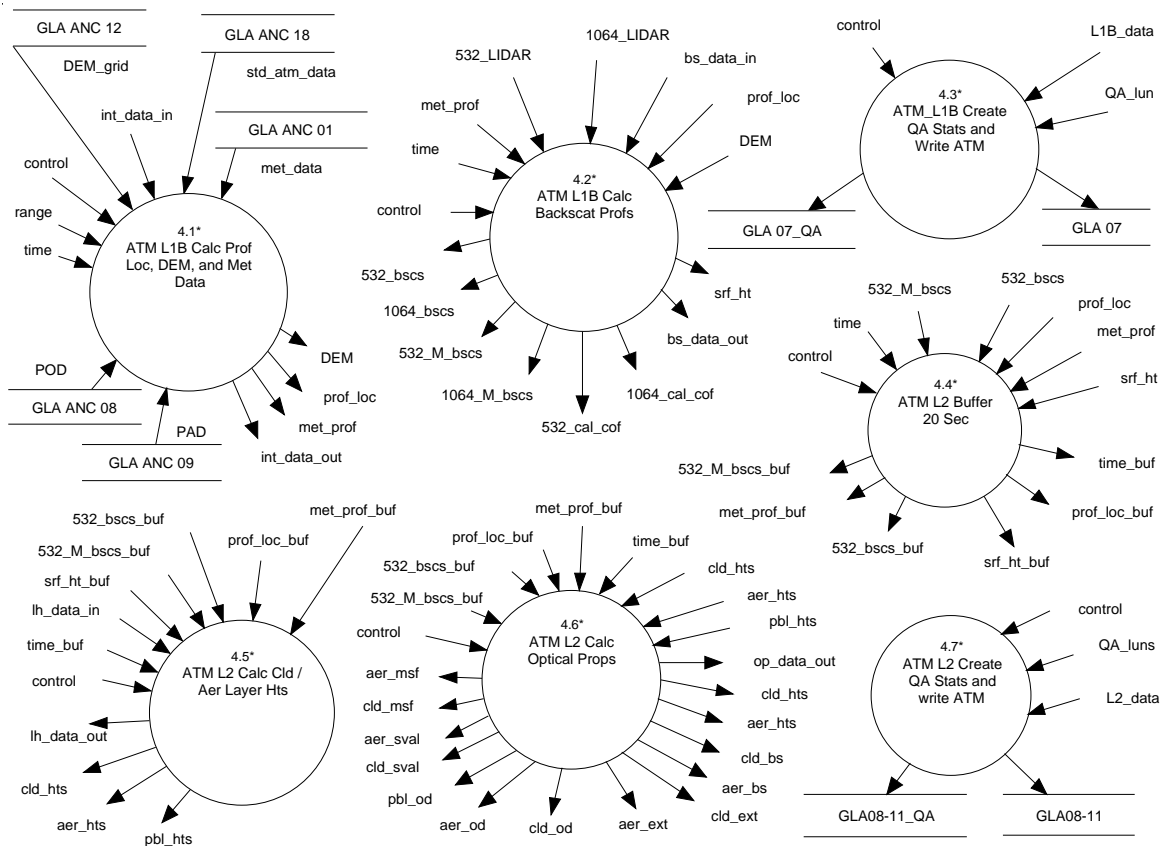 GLA ANC 12
DEM_grid
GLA ANC 18
std_atm_data
int_data_in
GLA ANC 01
met_data
control
range
time
4.1*
ATM L1B Calc Prof
Loc, DEM, and Met
Data
POD
GLA ANC 08
PAD
GLA ANC 09
DEM
prof_loc
met_prof
int_data_out
1064_LIDAR
532_LIDAR
bs_data_in
met_prof
prof_loc
time
DEM
control
4.2*
ATM L1B Calc
Backscat Profs
532_bscs
1064_bscs
532_M_bscs
1064_M_bscs
532_cal_cof
1064_cal_cof
bs_data_out
srf_ht
control
L1B_data
QA_lun
4.3*
ATM_L1B Create
QA Stats and
Write ATM
GLA 07_QA
GLA 07
532_M_bscs
532_bscs
time
prof_loc
met_prof
control
srf_ht
4.4*
ATM L2 Buffer
20 Sec
time_buf
532_M_bscs_buf
prof_loc_buf
met_prof_buf
532_bscs_buf
srf_ht_buf
532_bscs_buf
met_prof_buf
prof_loc_buf
532_M_bscs_buf
srf_ht_buf
lh_data_in
time_buf
control
4.5*
ATM L2 Calc Cld /
Aer Layer Hts
lh_data_out
cld_hts
aer_hts
pbl_hts
met_prof_buf
prof_loc_buf
time_buf
532_bscs_buf
cld_hts
532_M_bscs_buf
aer_hts
pbl_hts
control
4.6*
ATM L2 Calc
Optical Props
aer_msf
cld_msf
aer_sval
cld_sval
pbl_od
aer_od
cld_od
aer_ext
cld_ext
aer_bs
cld_bs
aer_hts
cld_hts
op_data_out
control
QA_luns
L2_data
4.7*
ATM L2 Create
QA Stats and
write ATM
GLA08-11_QA
GLA08-11